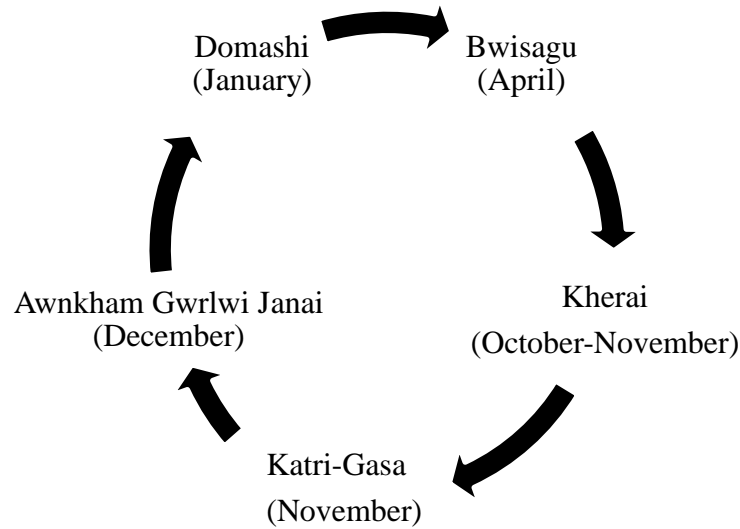 Domashi
(January)
Bwisagu
(April)
Kherai
(October-November)
Katri-Gasa
(November)
Awnkham Gwrlwi Janai
(December)